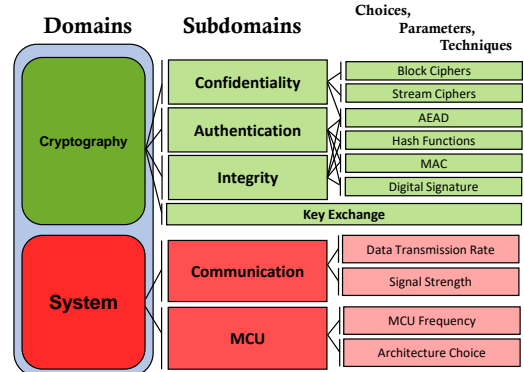 Domains
Subdomains
Choices,
Parameters,
Techniques
Cryptography
Confidentiality
Authentication
Integrity
Key Exchange
Block Ciphers
Stream Ciphers
AEAD
Hash Functions
MAC
Digital Signature
System
Communication
MCU
Data Transmission Rate
Signal Strength
MCU Frequency
Architecture Choice